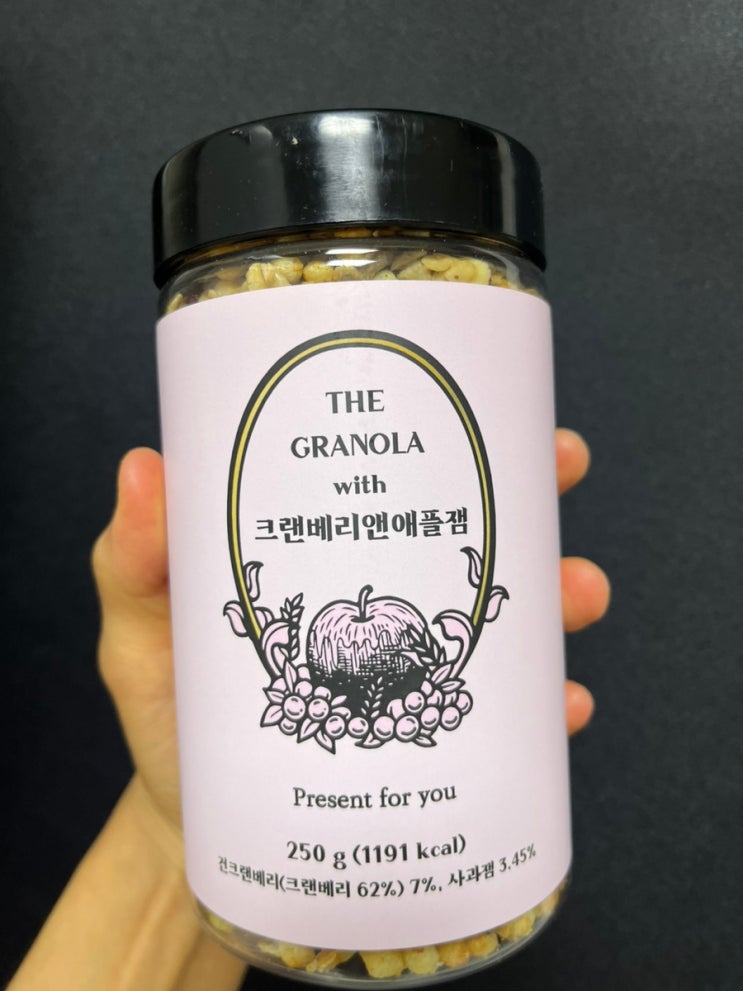 THE
GRANOLA
with
크랜베리앤애플잼
Present for you
250 g (1191 kcal)
건크랜베리(크랜베리 62%) 7%, 사과잼 3.45%